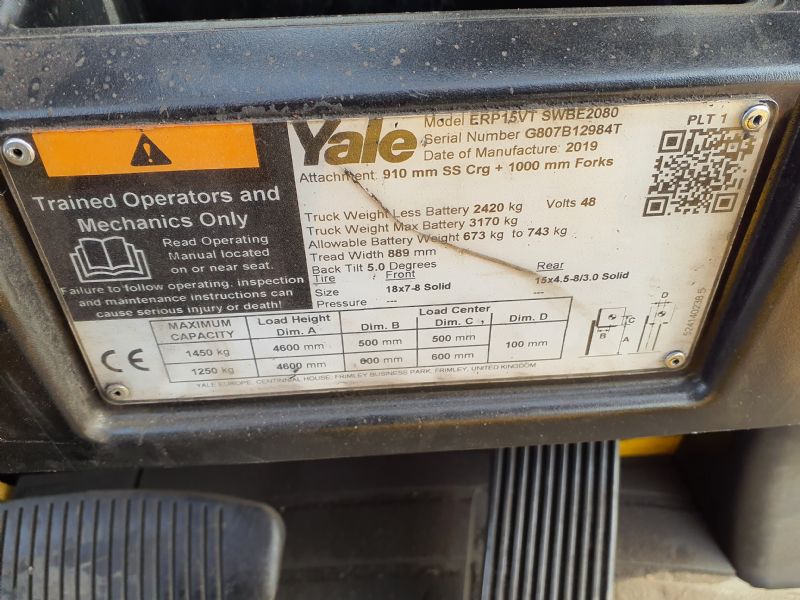 Yale
Model ERP15VT SWBE2080
Serial Number G807B12984T
Date of Manufacture 2019
PLT 1
Attachment 910 mm SS Crg + 1000 mm Forks
Trained Operators and
Mechanics Only
Read Operating
Manual located
on or near seat.
Failure to follow operating, inspection
and maintenance instructions can
cause serious injury or death!
Truck Weight Less Battery 2420 kg Volts 48
Truck Weight Max Battery 3170 kg
Allowable Battery Weight 673 kg to 743 kg
Tread Width 889 mm
Back Tilt 5.0 Degrees
Tire Front Rear
Size 18x7-8 Solid 15x4.5-8/3.0 Solid
Pressure --- ---
MAXIMUM CAPACITY Load Height Dim. A Load Center Dim. B Dim. C Dim. D
1450 kg 4600 mm 500 mm 500 mm 100 mm
1250 kg 4600 mm 600 mm 600 mm
D
C
B
A
524140238.5
CE
YALE EUROPE, CENTINNIAL HOUSE, FRIMLEY BUSINESS PARK, FRIMLEY, UNITED KINGDOM